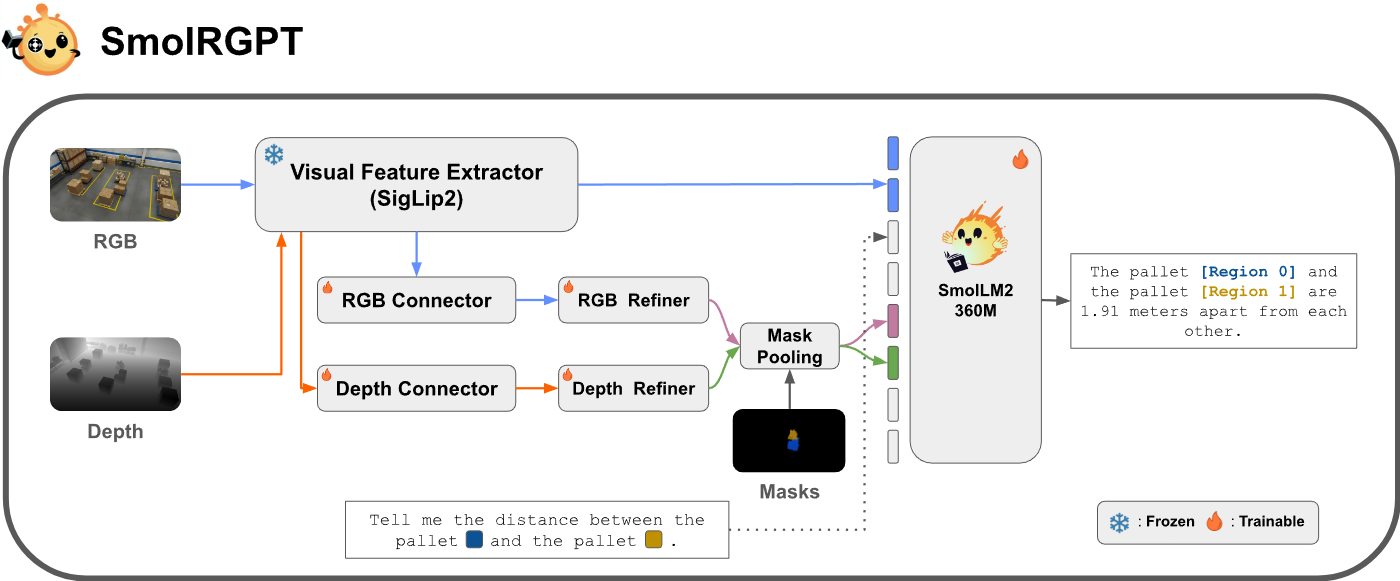 SmolRGPT
RGB
Depth
Visual Feature Extractor
(SigLip2)
RGB Connector
RGB Refiner
Depth Connector
Depth Refiner
Mask
Pooling
Masks
Tell me the distance between the
pallet and the pallet .
SmolLM2
360M
The pallet [Region 0] and
the pallet [Region 1] are
1.91 meters apart from each
other.
: Frozen : Trainable